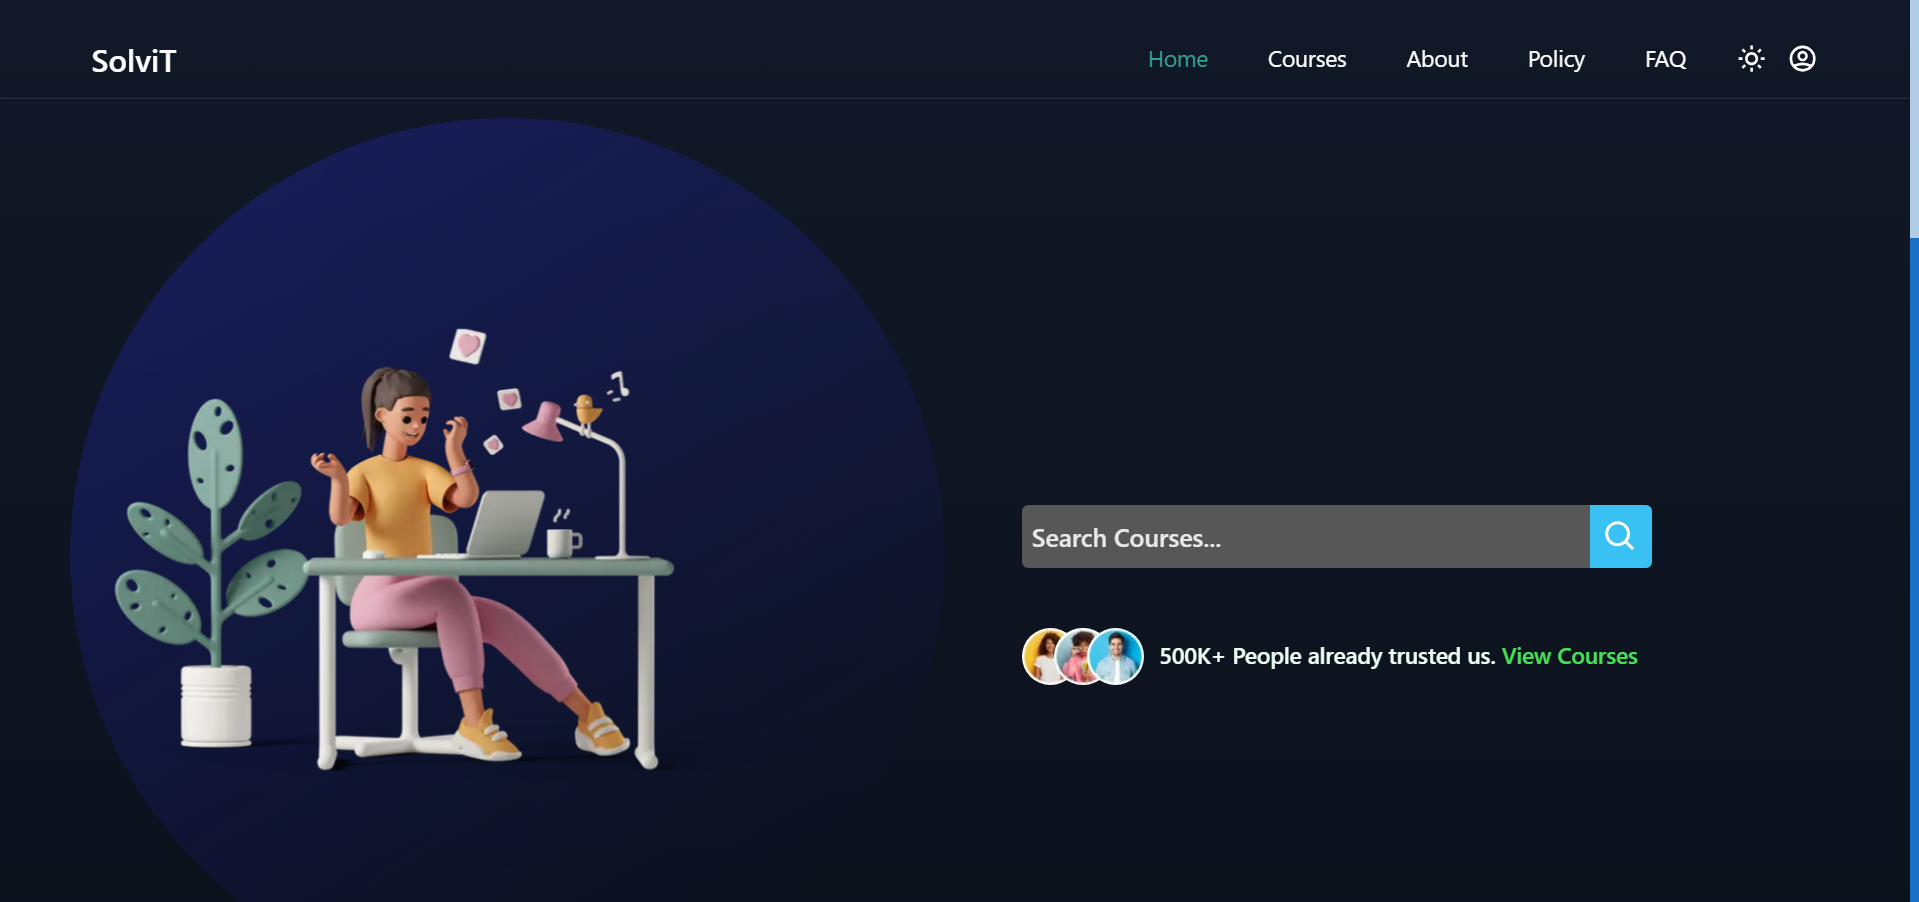 SolviT
Home Courses About Policy FAQ
Search Courses...
500K+ People already trusted us. View Courses